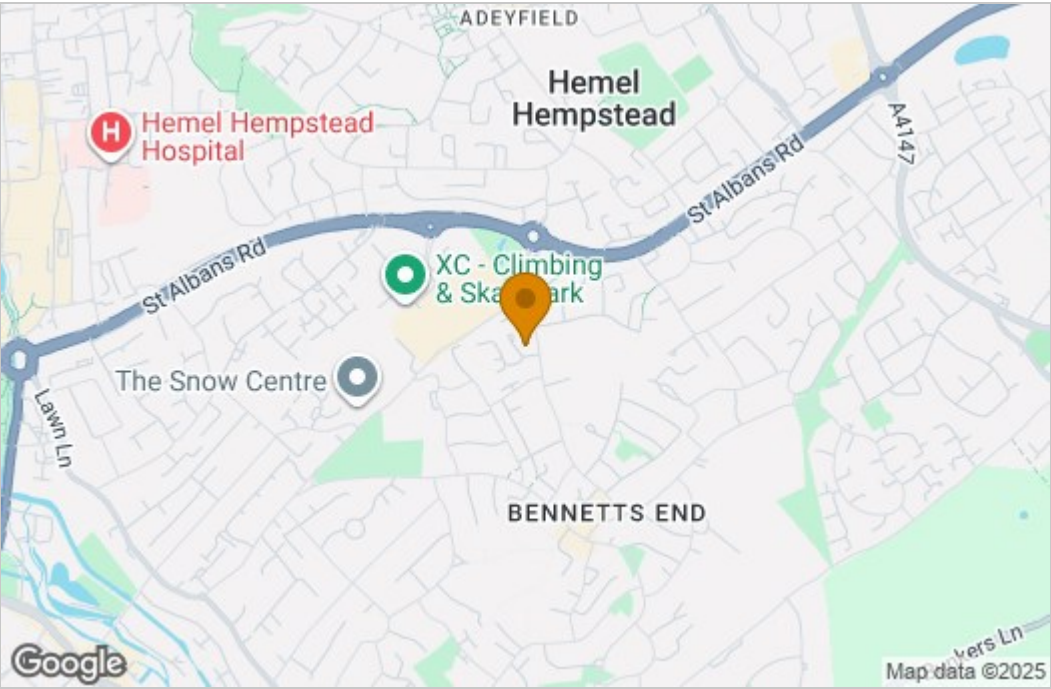 ADEYFIELD
Hemel
Hempstead
Hemel Hempstead
Hospital
H
A4147
St Albans Rd
St Albans Rd
XC - Climbing
& Ska ark
The Snow Centre
Lawn Ln
BENNETTS END
kers Ln
Google
Map data ©2025